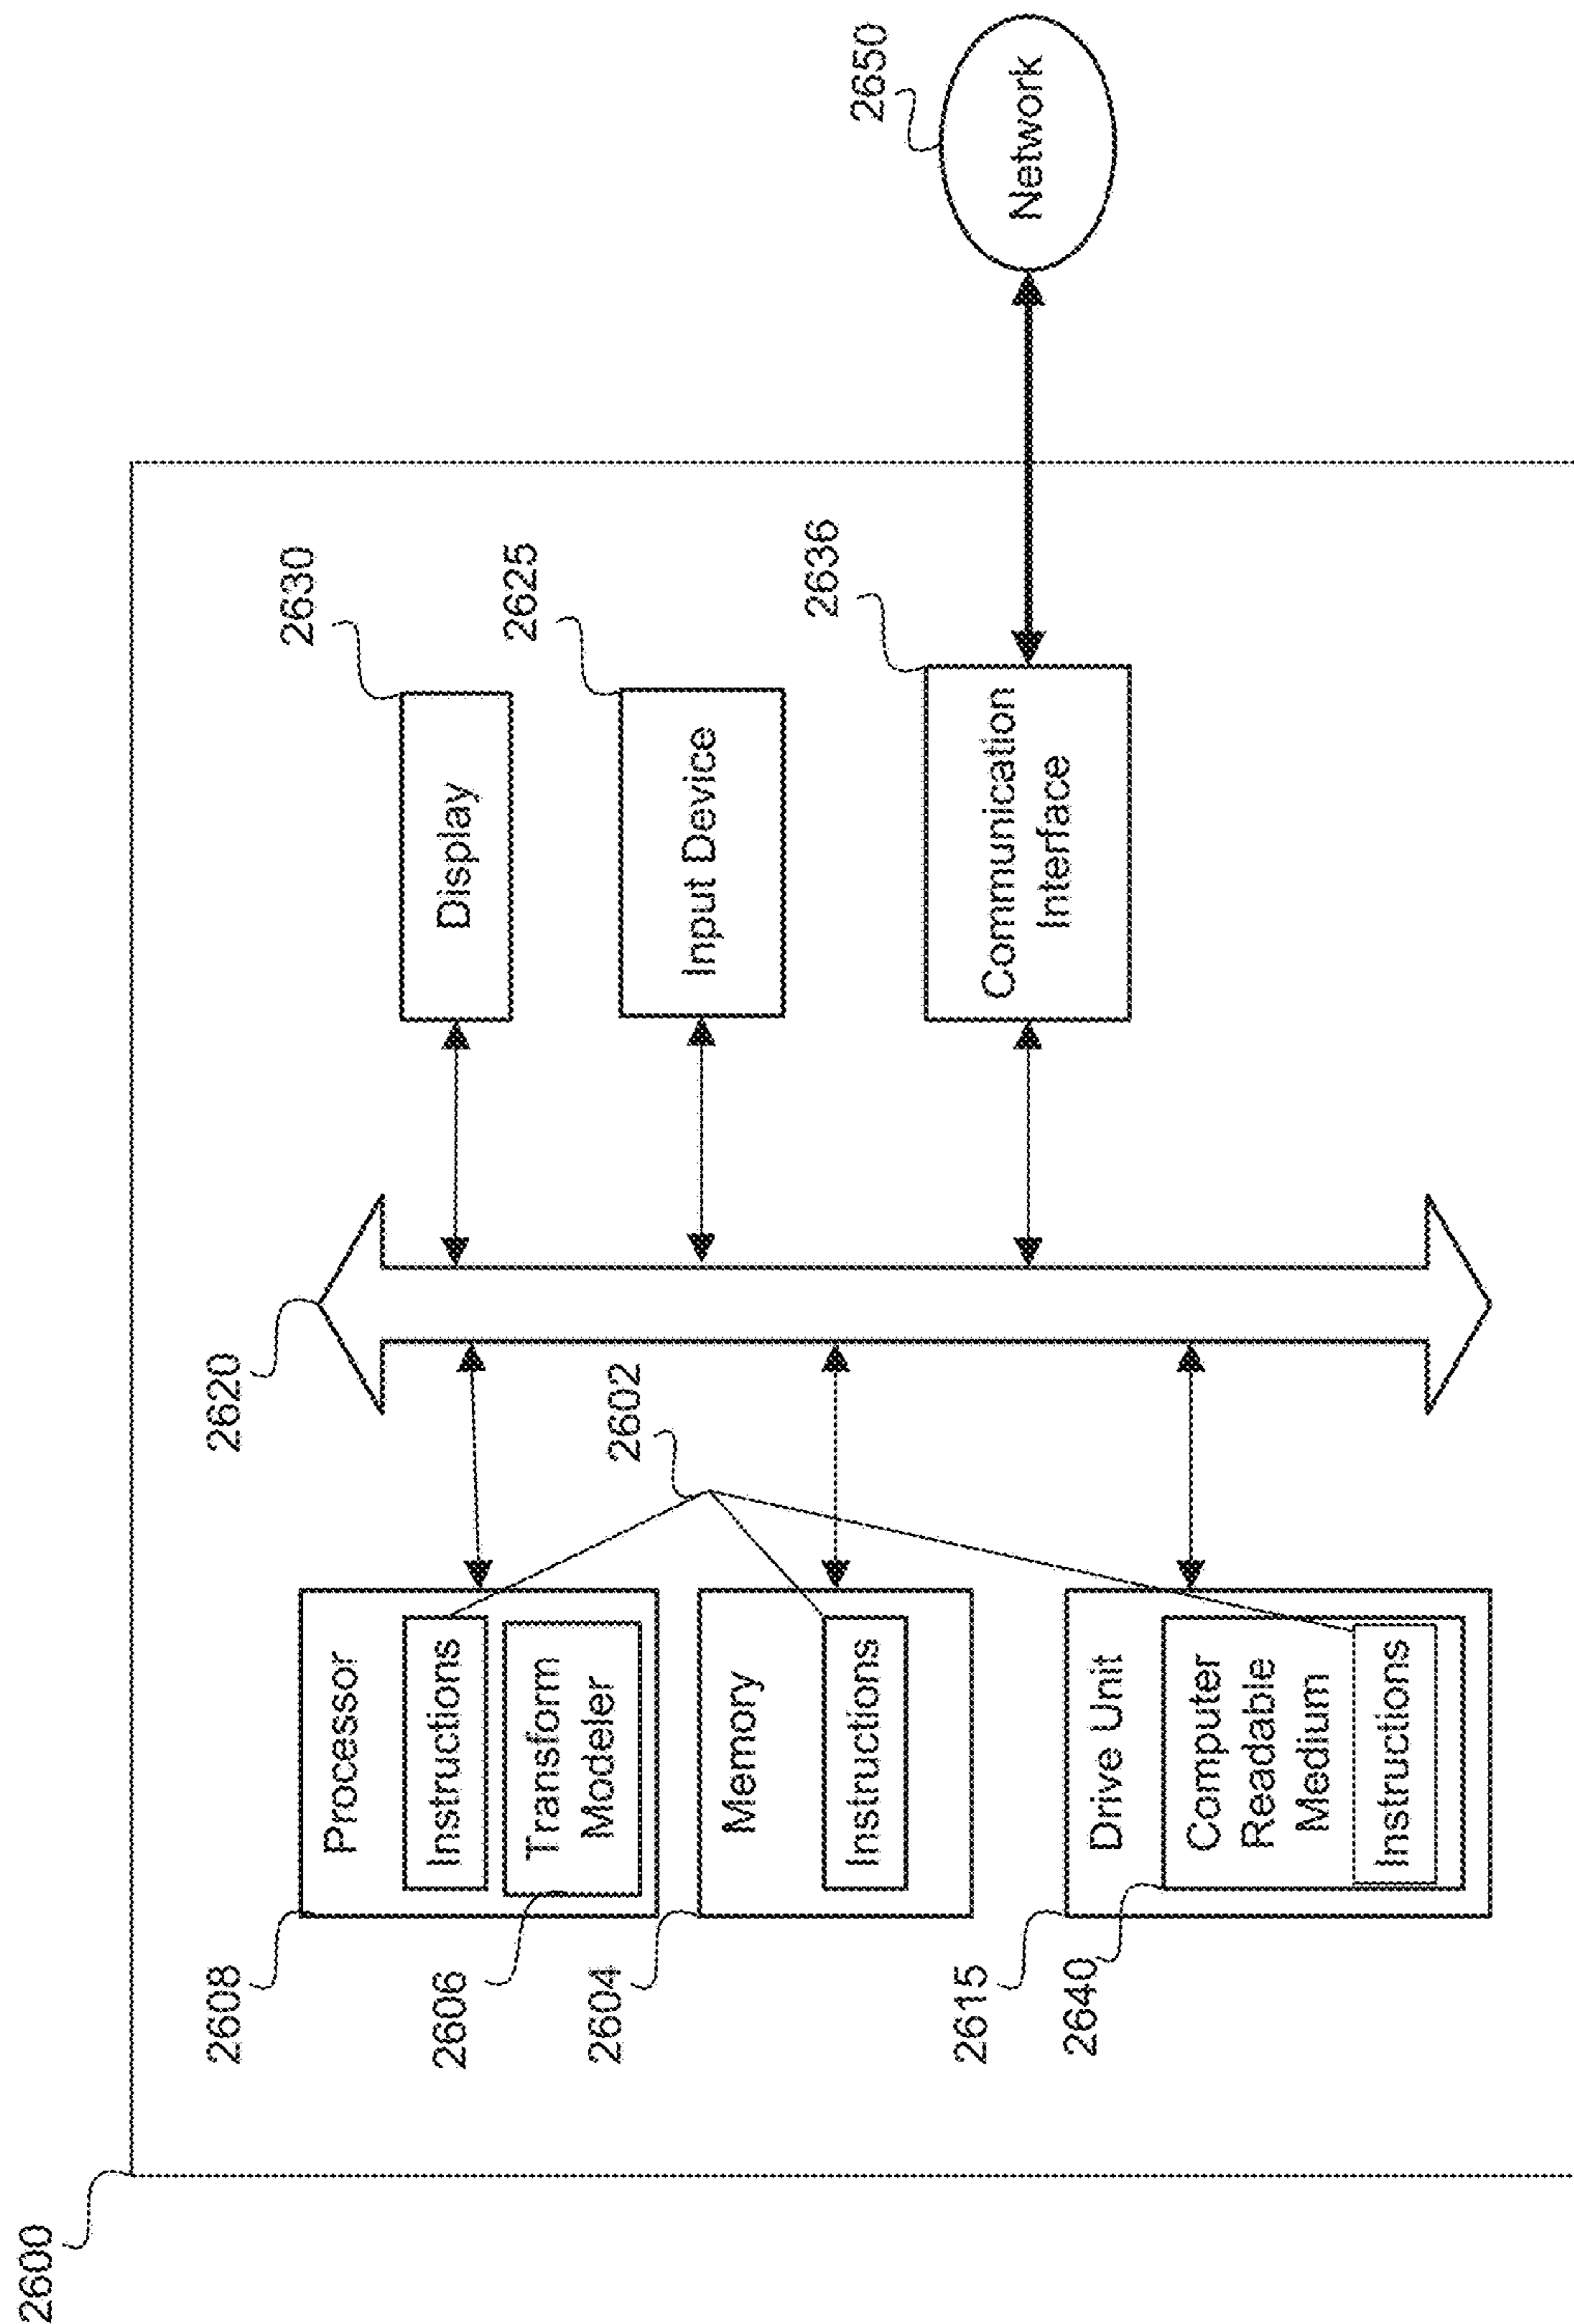 2600
2608
Processor
Instructions
2606
Transform
Modeler
2604
Memory
Instructions
2615
Drive Unit
2640
Computer
Readable
Medium
Instructions
2602
2620
2630
Display
2625
Input Device
2636
Communication
Interface
2650
Network